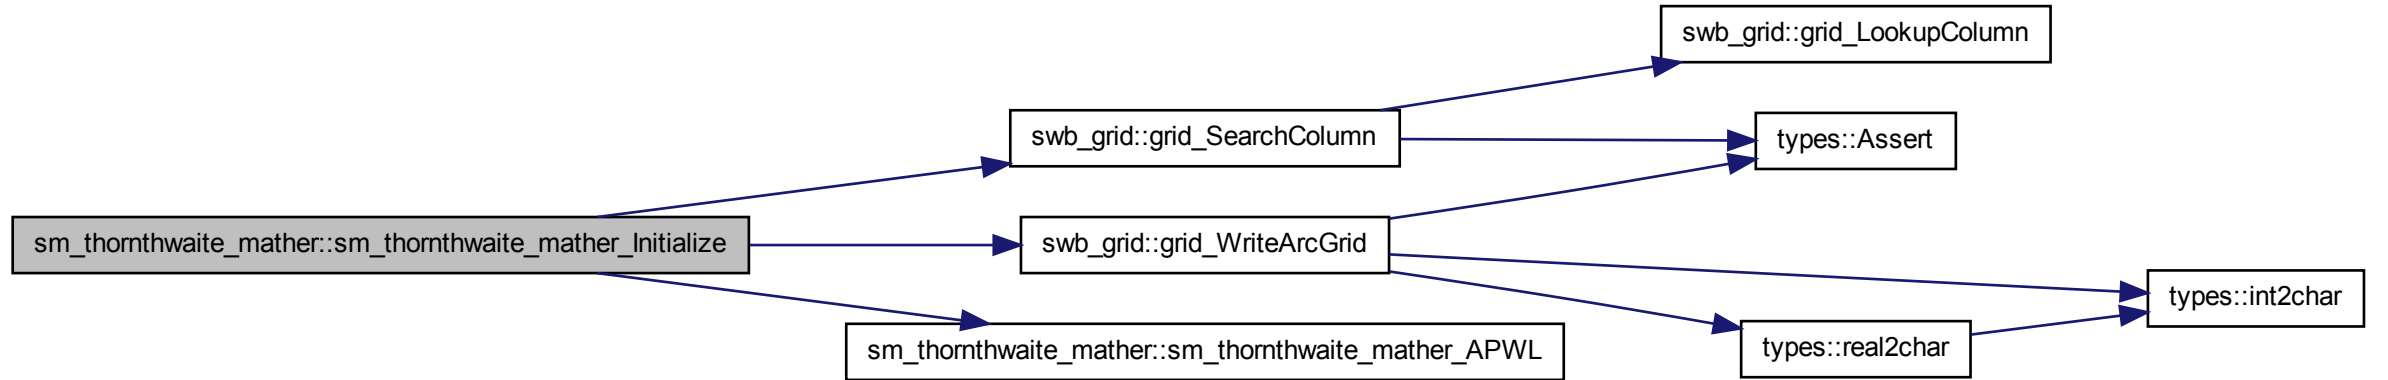 swb_grid::grid_LookupColumn
swb_grid::grid_SearchColumn
types::Assert
sm_thornthwaite_mather::sm_thornthwaite_mather_Initialize
swb_grid::grid_WriteArcGrid
types::int2char
sm_thornthwaite_mather::sm_thornthwaite_mather_APWL
types::real2char